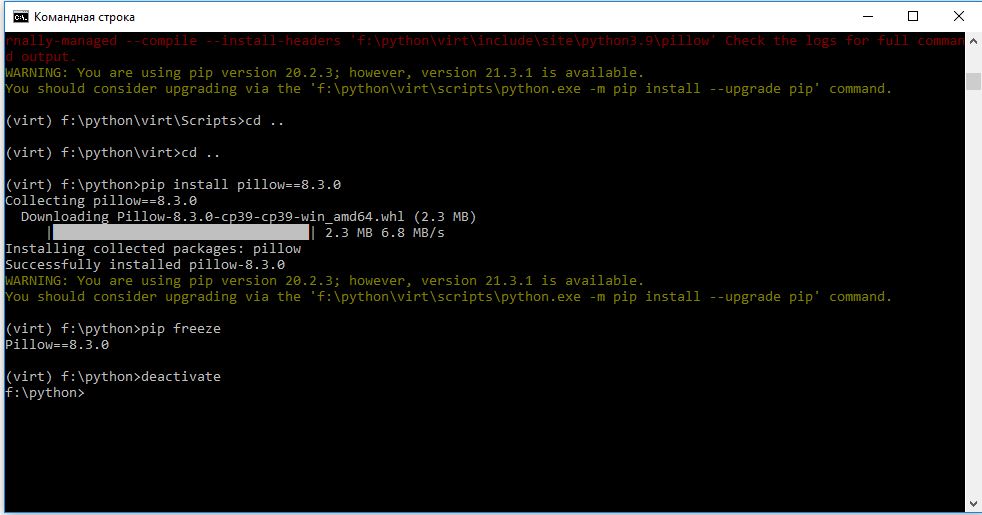 Командная строка
rnally-managed --compile --install-headers 'f:\python\virt\include\site\python3.9\pillow' Check the logs for full comman
d output.
WARNING: You are using pip version 20.2.3; however, version 21.3.1 is available.
You should consider upgrading via the 'f:\python\virt\scripts\python.exe -m pip install --upgrade pip' command.
(virt) f:\python\virt\Scripts>cd ..
(virt) f:\python\virt>cd ..
(virt) f:\python>pip install pillow==8.3.0
Collecting pillow==8.3.0
  Downloading Pillow-8.3.0-cp39-cp39-win_amd64.whl (2.3 MB)
| | 2.3 MB 6.8 MB/s
Installing collected packages: pillow
Successfully installed pillow-8.3.0
WARNING: You are using pip version 20.2.3; however, version 21.3.1 is available.
You should consider upgrading via the 'f:\python\virt\scripts\python.exe -m pip install --upgrade pip' command.
(virt) f:\python>pip freeze
Pillow==8.3.0
(virt) f:\python>deactivate
f:\python>